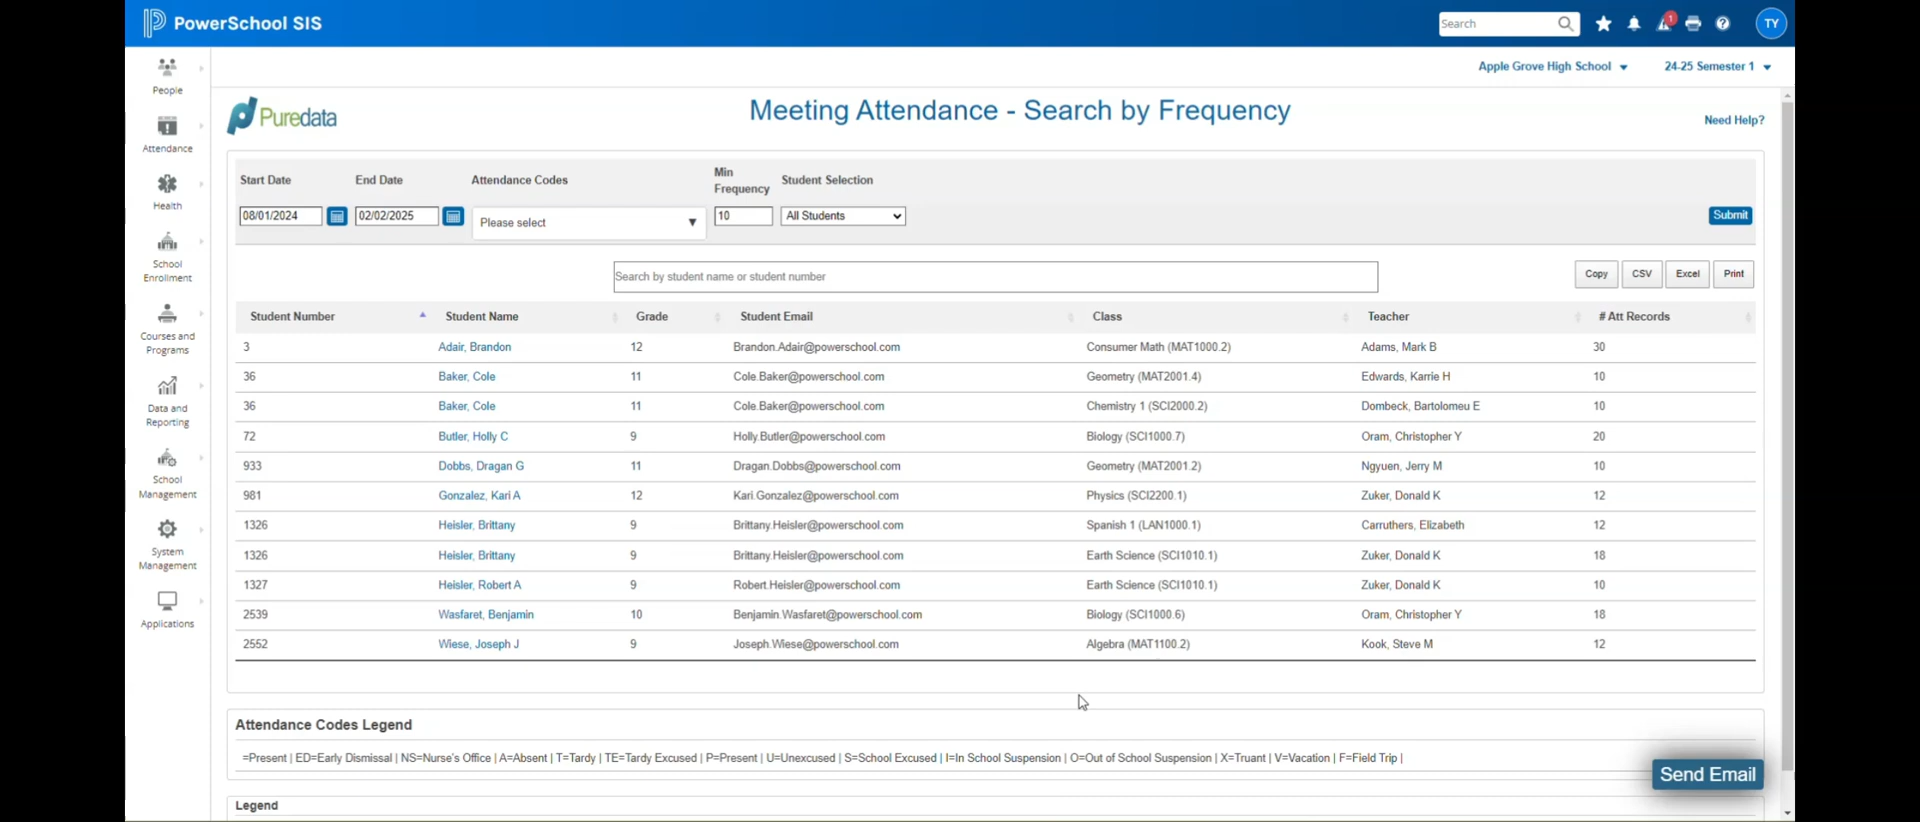 PowerSchool SIS
Search
1
TY
Apple Grove High School
24-25 Semester 1
People
Attendance
Health
School
Enrollment
Courses and
Programs
Data and
Reporting
School
Management
System
Management
Applications
Puredata
Meeting Attendance - Search by Frequency
Need Help?
Start Date End Date Attendance Codes Min Frequency Student Selection
08/01/2024 02/02/2025 Please select 10 All Students Submit
Search by student name or student number
Copy CSV Excel Print
Student Number Student Name Grade Student Email Class Teacher # Att Records
3 Adair, Brandon 12 Brandon.Adair@powerschool.com Consumer Math (MAT1000.2) Adams, Mark B 30
36 Baker, Cole 11 Cole.Baker@powerschool.com Geometry (MAT2001.4) Edwards, Karrie H 10
36 Baker, Cole 11 Cole.Baker@powerschool.com Chemistry 1 (SCI2000.2) Dombeck, Bartolomeu E 10
72 Butler, Holly C 9 Holly.Butler@powerschool.com Biology (SCI1000.7) Oram, Christopher Y 20
933 Dobbs, Dragan G 11 Dragan.Dobbs@powerschool.com Geometry (MAT2001.2) Ngyuen, Jerry M 10
981 Gonzalez, Kari A 12 Kari.Gonzalez@powerschool.com Physics (SCI2200.1) Zuker, Donald K 12
1326 Heisler, Brittany 9 Brittany.Heisler@powerschool.com Spanish 1 (LAN1000.1) Carruthers, Elizabeth 12
1326 Heisler, Brittany 9 Brittany.Heisler@powerschool.com Earth Science (SCI1010.1) Zuker, Donald K 18
1327 Heisler, Robert A 9 Robert.Heisler@powerschool.com Earth Science (SCI1010.1) Zuker, Donald K 10
2539 Wasfaret, Benjamin 10 Benjamin.Wasfaret@powerschool.com Biology (SCI1000.6) Oram, Christopher Y 18
2552 Wiese, Joseph J 9 Joseph.Wiese@powerschool.com Algebra (MAT1100.2) Kook, Steve M 12
Attendance Codes Legend
=Present | ED=Early Dismissal | NS=Nurse's Office | A=Absent | T=Tardy | TE=Tardy Excused | P=Present | U=Unexcused | S=School Excused | I=In School Suspension | O=Out of School Suspension | X=Truant | V=Vacation | F=Field Trip |
Send Email
Legend